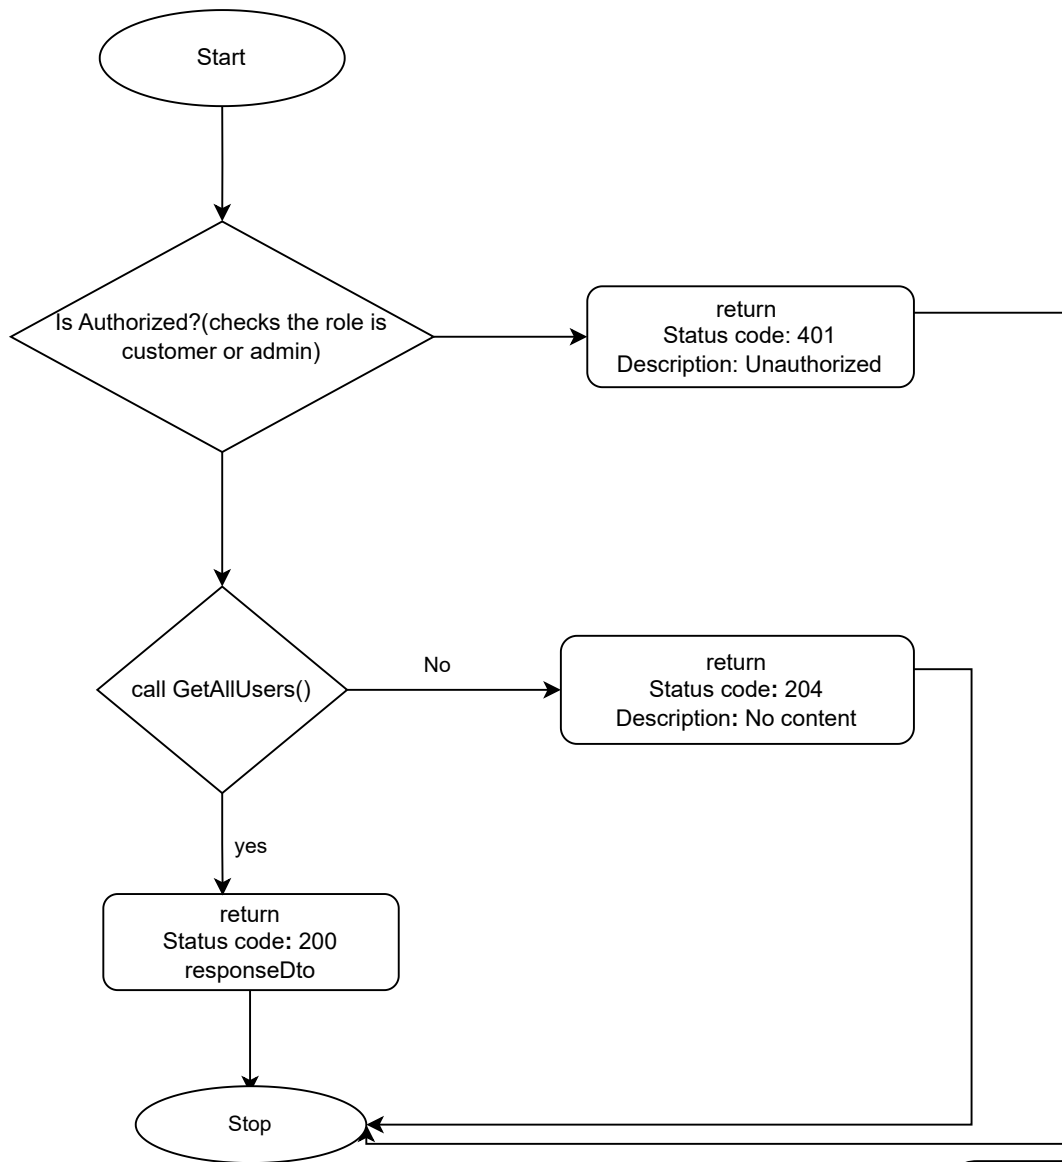 Start
Is Authorized?(checks the role is
customer or admin)
return
Status code: 401
Description: Unauthorized
call GetAllUsers()
No
return
Status code: 204
Description: No content
yes
return
Status code: 200
responseDto
Stop